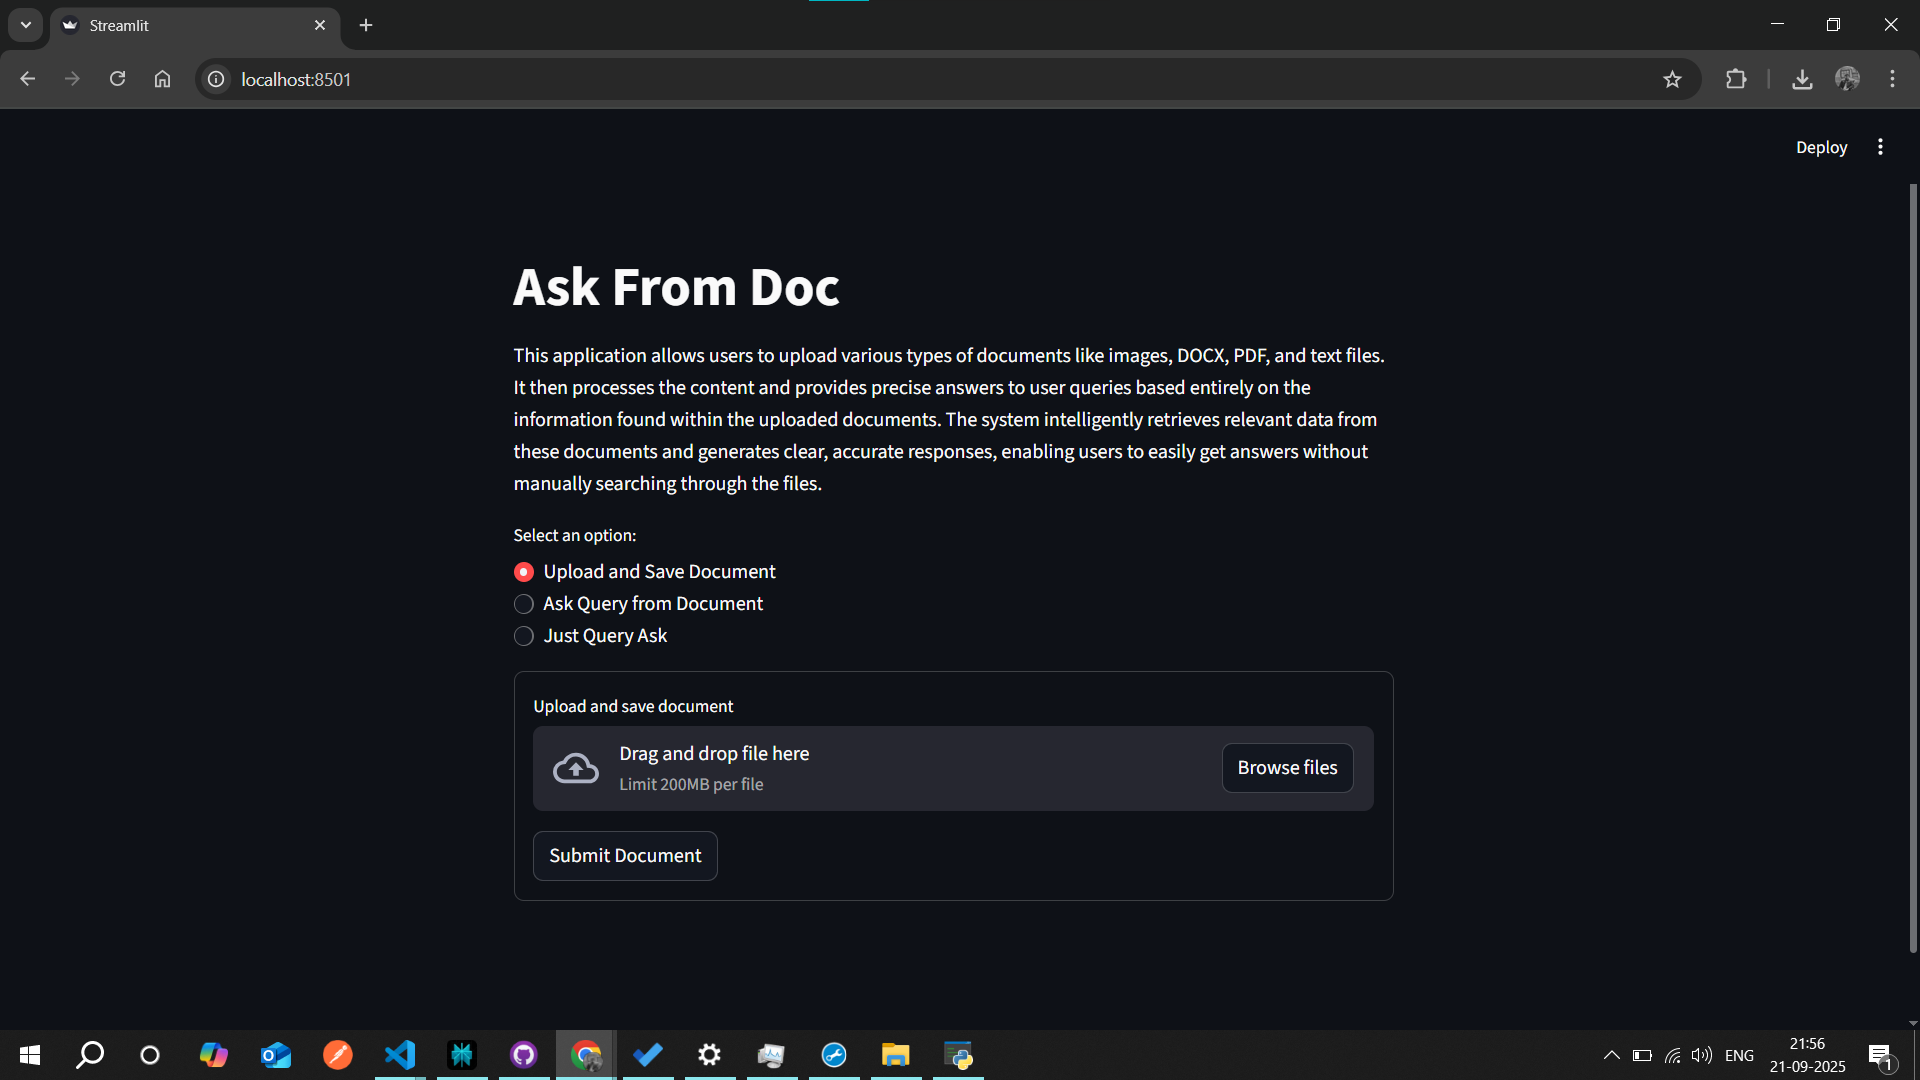 Streamlit
localhost:8501
Deploy
Ask From Doc
This application allows users to upload various types of documents like images, DOCX, PDF, and text files.
It then processes the content and provides precise answers to user queries based entirely on the
information found within the uploaded documents. The system intelligently retrieves relevant data from
these documents and generates clear, accurate responses, enabling users to easily get answers without
manually searching through the files.
Select an option:
Upload and Save Document
Ask Query from Document
Just Query Ask
Upload and save document
Drag and drop file here
Limit 200MB per file
Browse files
Submit Document
ENG
21:56
21-09-2025
1